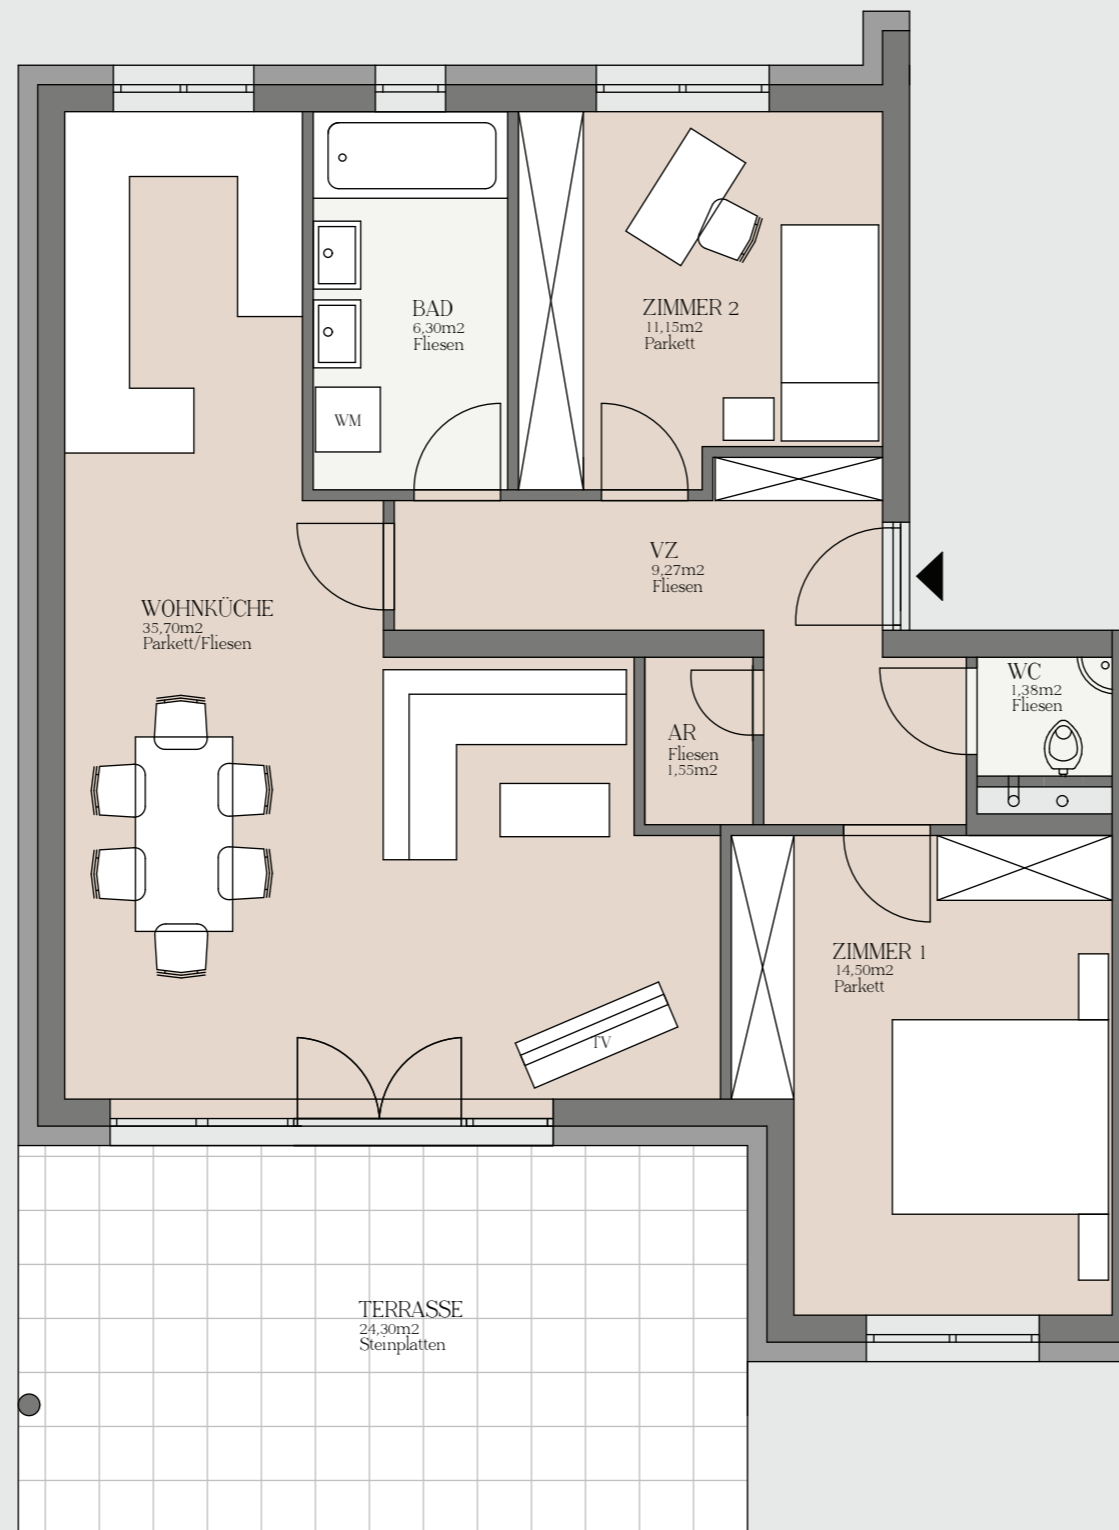 BAD
6,30m2
Fliesen
WM
ZIMMER 2
11,15m2
Parkett
VZ
9,27m2
Fliesen
WOHNKÜCHE
35,70m2
Parkett/Fliesen
WC
1,38m2
Fliesen
AR
Fliesen
1,55m2
ZIMMER 1
14,50m2
Parkett
TV
TERRASSE
24,30m2
Steinplatten